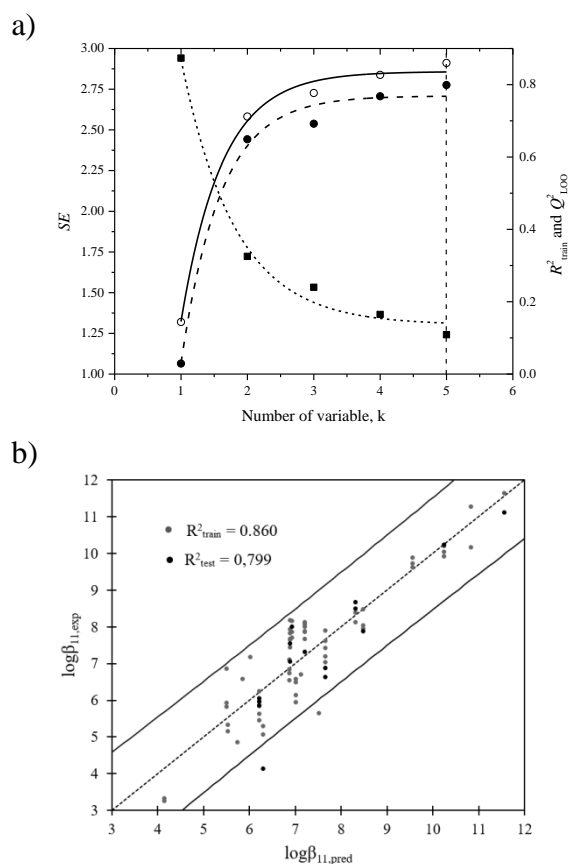 a)
3.00
2.75
2.50
2.25
2.00
1.75
1.50
1.25
1.00
SE
0.8
0.6
0.4
0.2
0.0
R²train and Q²LOO
0 1 2 3 4 5 6
Number of variable, k
b)
12
11
10
9
8
7
6
5
4
3
logβ11,exp
R²train = 0.860
R²test = 0,799
3 4 5 6 7 8 9 10 11 12
logβ11,pred